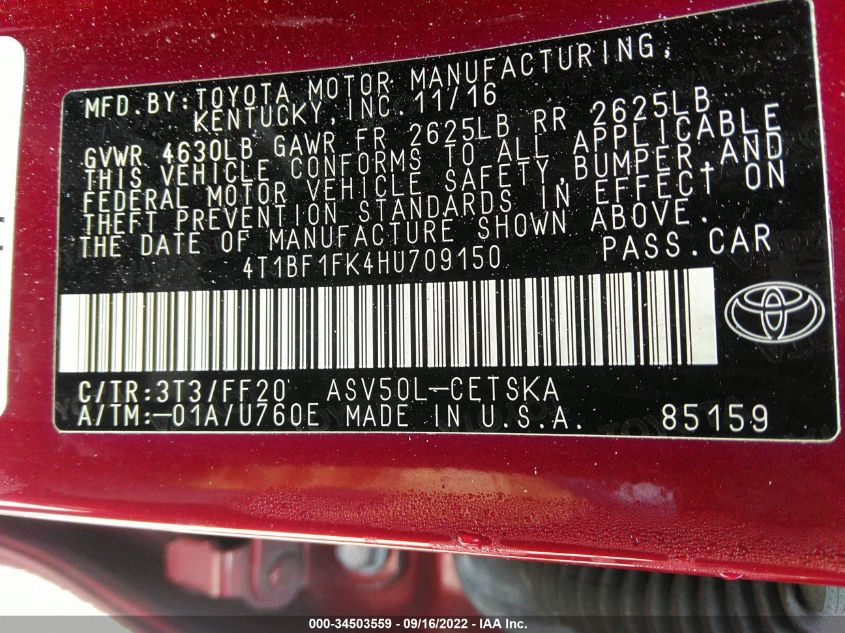 MFD.BY:TOYOTA MOTOR MANUFACTURING,
KENTUCKY,INC.11/16
GVWR 4630LB GAWR FR 2625LB RR 2625LB
THIS VEHICLE CONFORMS TO ALL APPLICABLE
FEDERAL MOTOR VEHICLE SAFETY,BUMPER,AND
THEFT PREVENTION STANDARDS IN EFFECT ON
THE DATE OF MANUFACTURE SHOWN ABOVE.
4T1BF1FK4HU709150 PASS.CAR
C/TR:3T3/FF20 ASV50L-CETSKA
A/TM:-01A/U760E MADE IN U.S.A. 85159
000-34503559 - 09/16/2022 - IAA Inc.